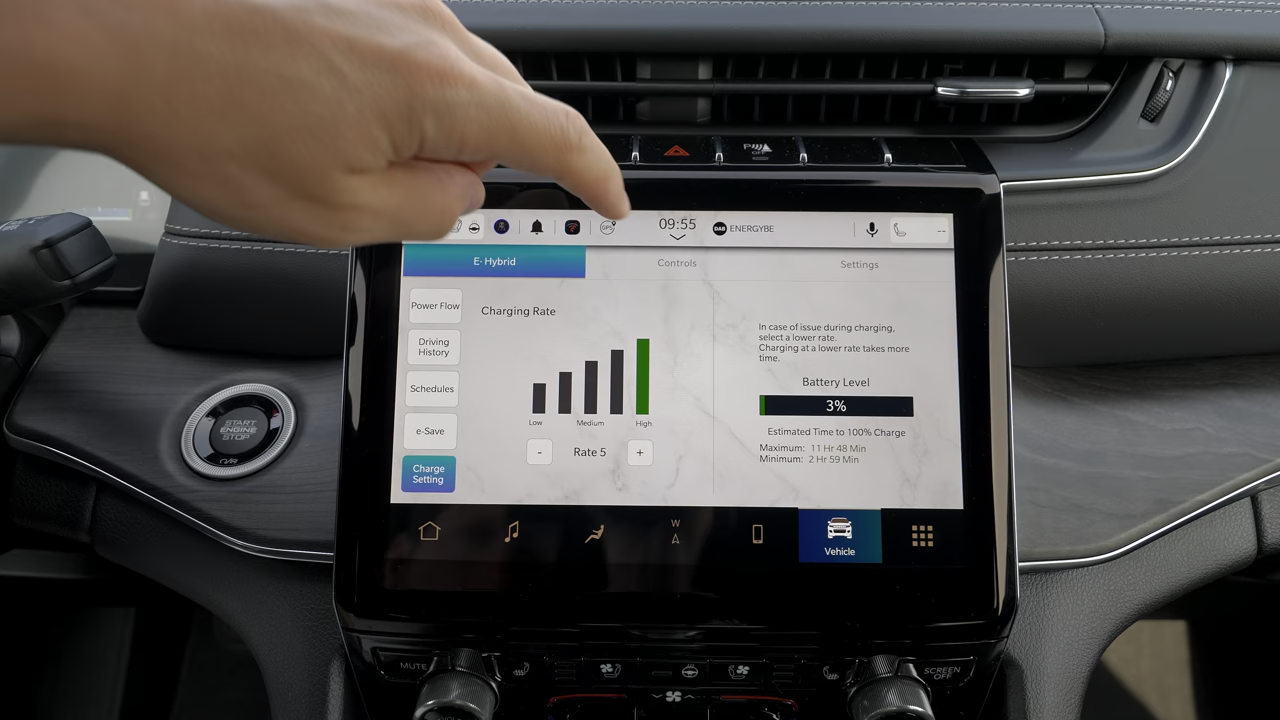 P
OFF
GPS
09:55
DAB ENERGYBE
--
E-Hybrid
Controls
Settings
Power Flow
Driving
History
Schedules
e-Save
Charge
Setting
Charging Rate
Low
Medium
High
-
Rate 5
+
In case of issue during charging,
select a lower rate.
Charging at a lower rate takes more
time.
Battery Level
3%
Estimated Time to 100% Charge
Maximum: 11 Hr 48 Min
Minimum: 2 Hr 59 Min
START
ENGINE
STOP
W
Vehicle
MUTE
SCREEN
OFF